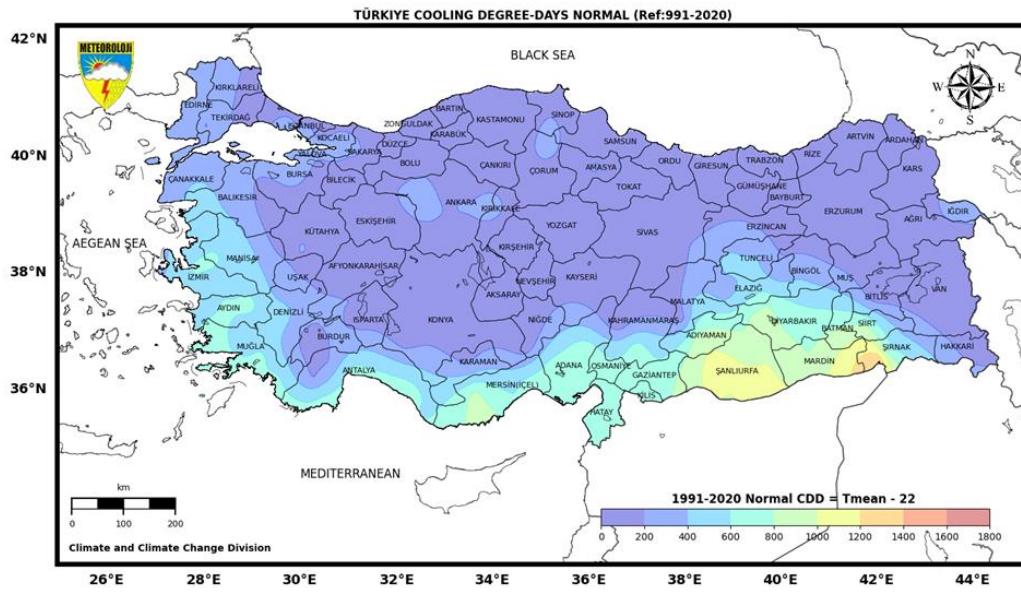 TÜRKIYE COOLING DEGREE-DAYS NORMAL (Ref:991-2020)
42°N
METEOROLOJİ
BLACK SEA
N
W E
S
KIRKLARELİ
EDİRNE
TEKİRDAĞ
İSTANBUL
KOCAELİ
YALOVA
SAKARYA
DÜZCE
ZONGULDAK
BARTIN
KARABÜK
KASTAMONU
SİNOP
SAMSUN
ORDU
GİRESUN
TRABZON
RİZE
ARTVİN
ARDAHAN
40°N
ÇANAKKALE
BALIKESİR
BURSA
BİLECİK
BOLU
ÇANKIRI
ÇORUM
AMASYA
TOKAT
GÜMÜŞHANE
BAYBURT
KARS
ESKİŞEHİR
ANKARA
KIRIKKALE
YOZGAT
SİVAS
ERZİNCAN
ERZURUM
AĞRI
IĞDIR
AEGEAN SEA
KÜTAHYA
MANİSA
İZMİR
UŞAK
AFYONKARAHİSAR
KIRŞEHİR
NEVŞEHİR
KAYSERİ
TUNCELİ
BİNGÖL
MUŞ
38°N
AKSARAY
MALATYA
ELAZIĞ
BİTLİS
VAN
AYDIN
DENİZLİ
ISPARTA
BURDUR
KONYA
NİĞDE
KAHRAMANMARAŞ
ADIYAMAN
DİYARBAKIR
BATMAN
SİİRT
ŞIRNAK
HAKKARİ
MUĞLA
ANTALYA
KARAMAN
MERSİN(İÇEL)
ADANA
OSMANİYE
GAZİANTEP
ŞANLIURFA
MARDİN
36°N
KİLİS
HATAY
MEDITERRANEAN
km
0 100 200
1991-2020 Normal CDD = Tmean - 22
0 200 400 600 800 1000 1200 1400 1600 1800
Climate and Climate Change Division
26°E 28°E 30°E 32°E 34°E 36°E 38°E 40°E 42°E 44°E